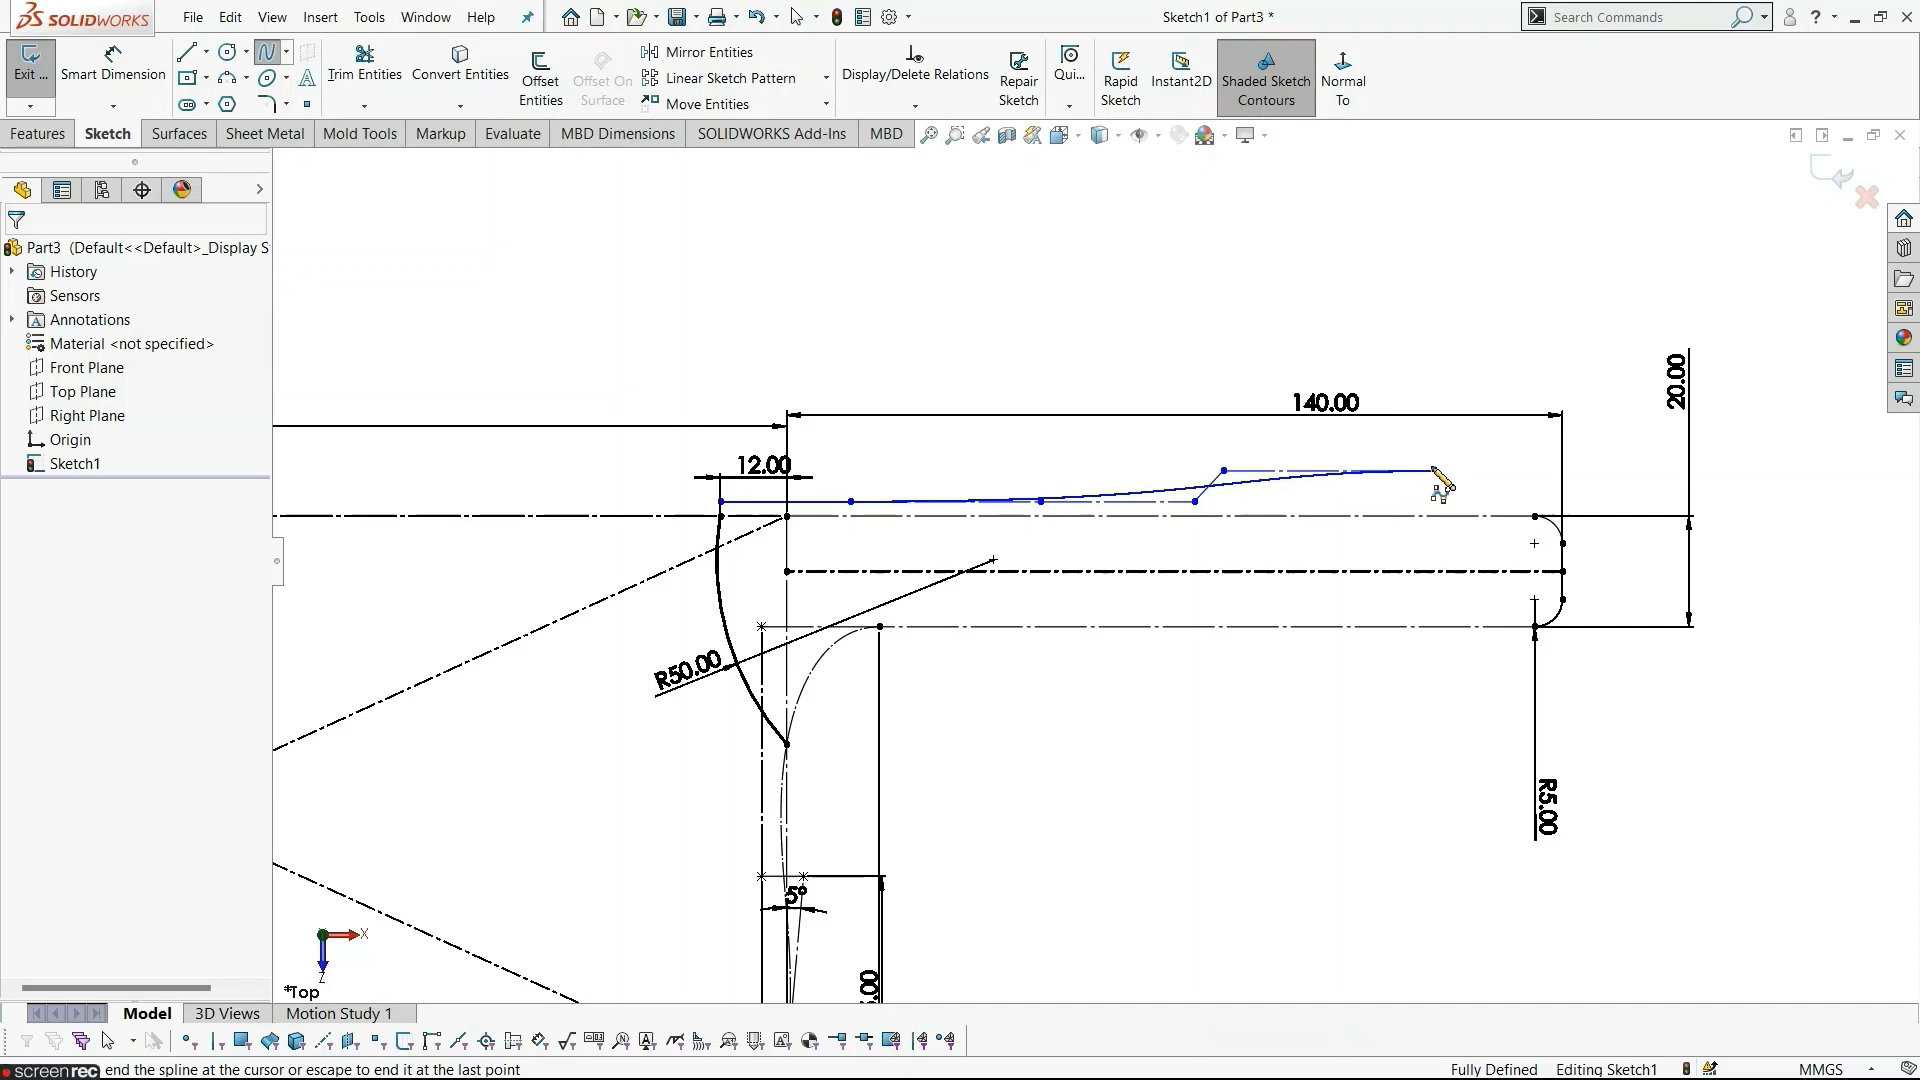 SOLIDWORKS
File Edit View Insert Tools Window Help
Sketch1 of Part3 *
Search Commands
Exit ...
Smart Dimension
Trim Entities
Convert Entities
Offset Entities
Offset On Surface
Mirror Entities
Linear Sketch Pattern
Move Entities
Display/Delete Relations
Repair Sketch
Qui...
Rapid Sketch
Instant2D
Shaded Sketch Contours
Normal To
Features Sketch Surfaces Sheet Metal Mold Tools Markup Evaluate MBD Dimensions SOLIDWORKS Add-Ins MBD
Part3 (Default<<Default>_Display S
History
Sensors
Annotations
Material <not specified>
Front Plane
Top Plane
Right Plane
Origin
Sketch1
140.00
20.00
12.00
R50.00
R5.00
5°
X
Z
*Top
Model 3D Views Motion Study 1
screenrec end the spline at the cursor or escape to end it at the last point
Fully Defined Editing Sketch1 MMGS